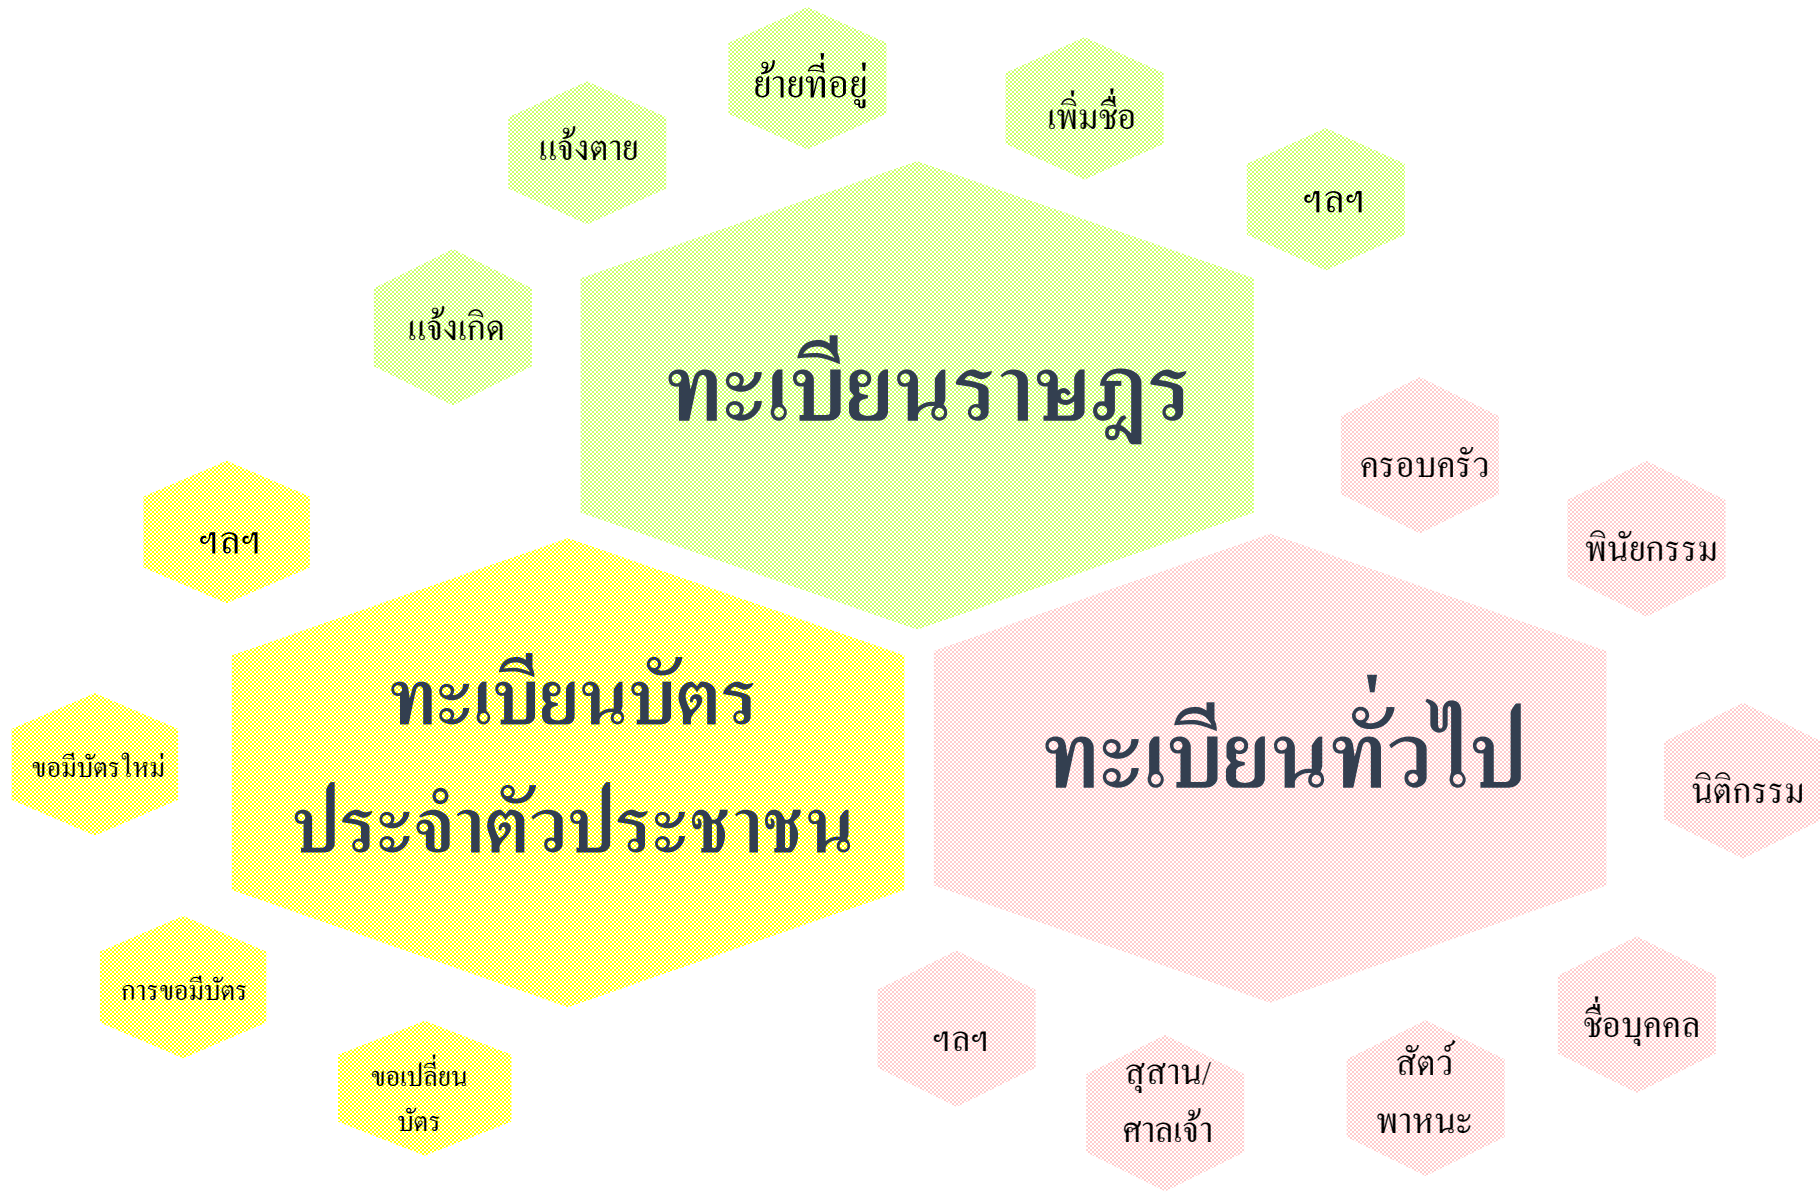 ย้ายที่อยู่
เพิ่มชื่อ
แจ้งตาย
ฯลฯ
แจ้งเกิด
ทะเบียนราษฎร
ครอบครัว
ฯลฯ
พินัยกรรม
ทะเบียนบัตร
ประจำตัวประชาชน
ทะเบียนทั่วไป
ขอมีบัตรใหม่
นิติกรรม
การขอมีบัตร
ชื่อบุคคล
ฯลฯ
ขอเปลี่ยน
บัตร
สุสาน/
ศาลเจ้า
สัตว์
พาหนะ